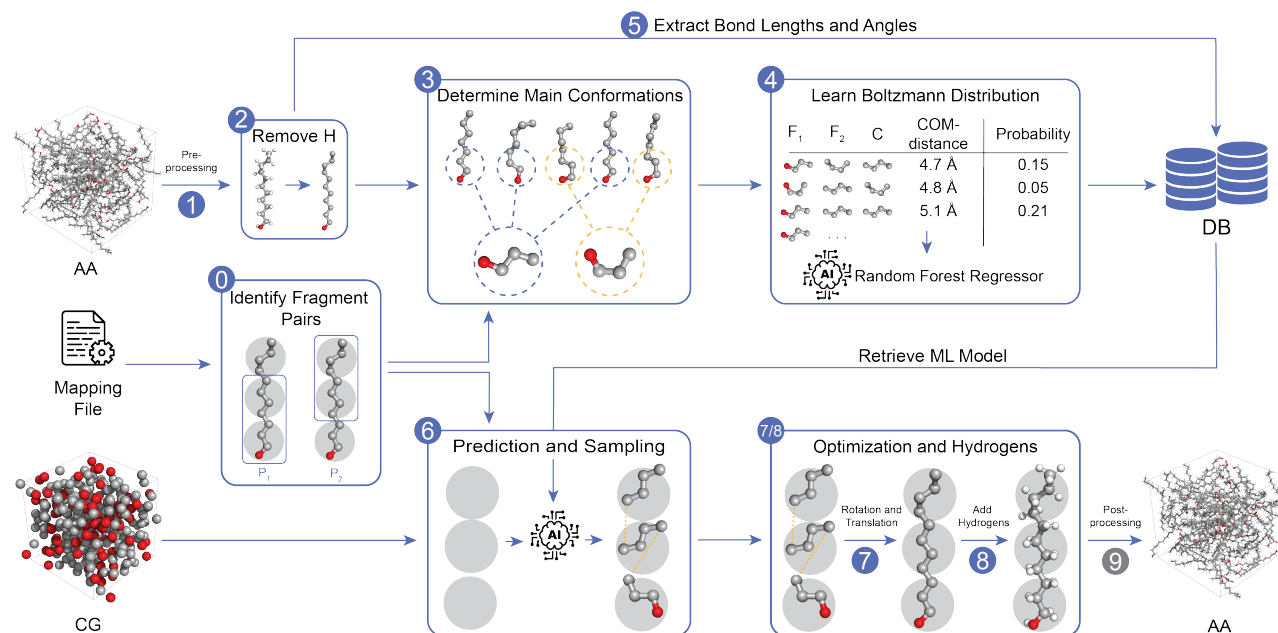 5 Extract Bond Lengths and Angles
AA
Pre-
processing
1
2
Remove H
3
Determine Main Conformations
4
Learn Boltzmann Distribution
F1 F2 C COM-distance Probability
4.7 Å 0.15
4.8 Å 0.05
5.1 Å 0.21
. . .
AI Random Forest Regressor
DB
Mapping
File
0
Identify Fragment
Pairs
P1 P2
Retrieve ML Model
CG
6
Prediction and Sampling
AI
7/8
Optimization and Hydrogens
Rotation and
Translation
7
Add
Hydrogens
8
Post-
processing
9
AA